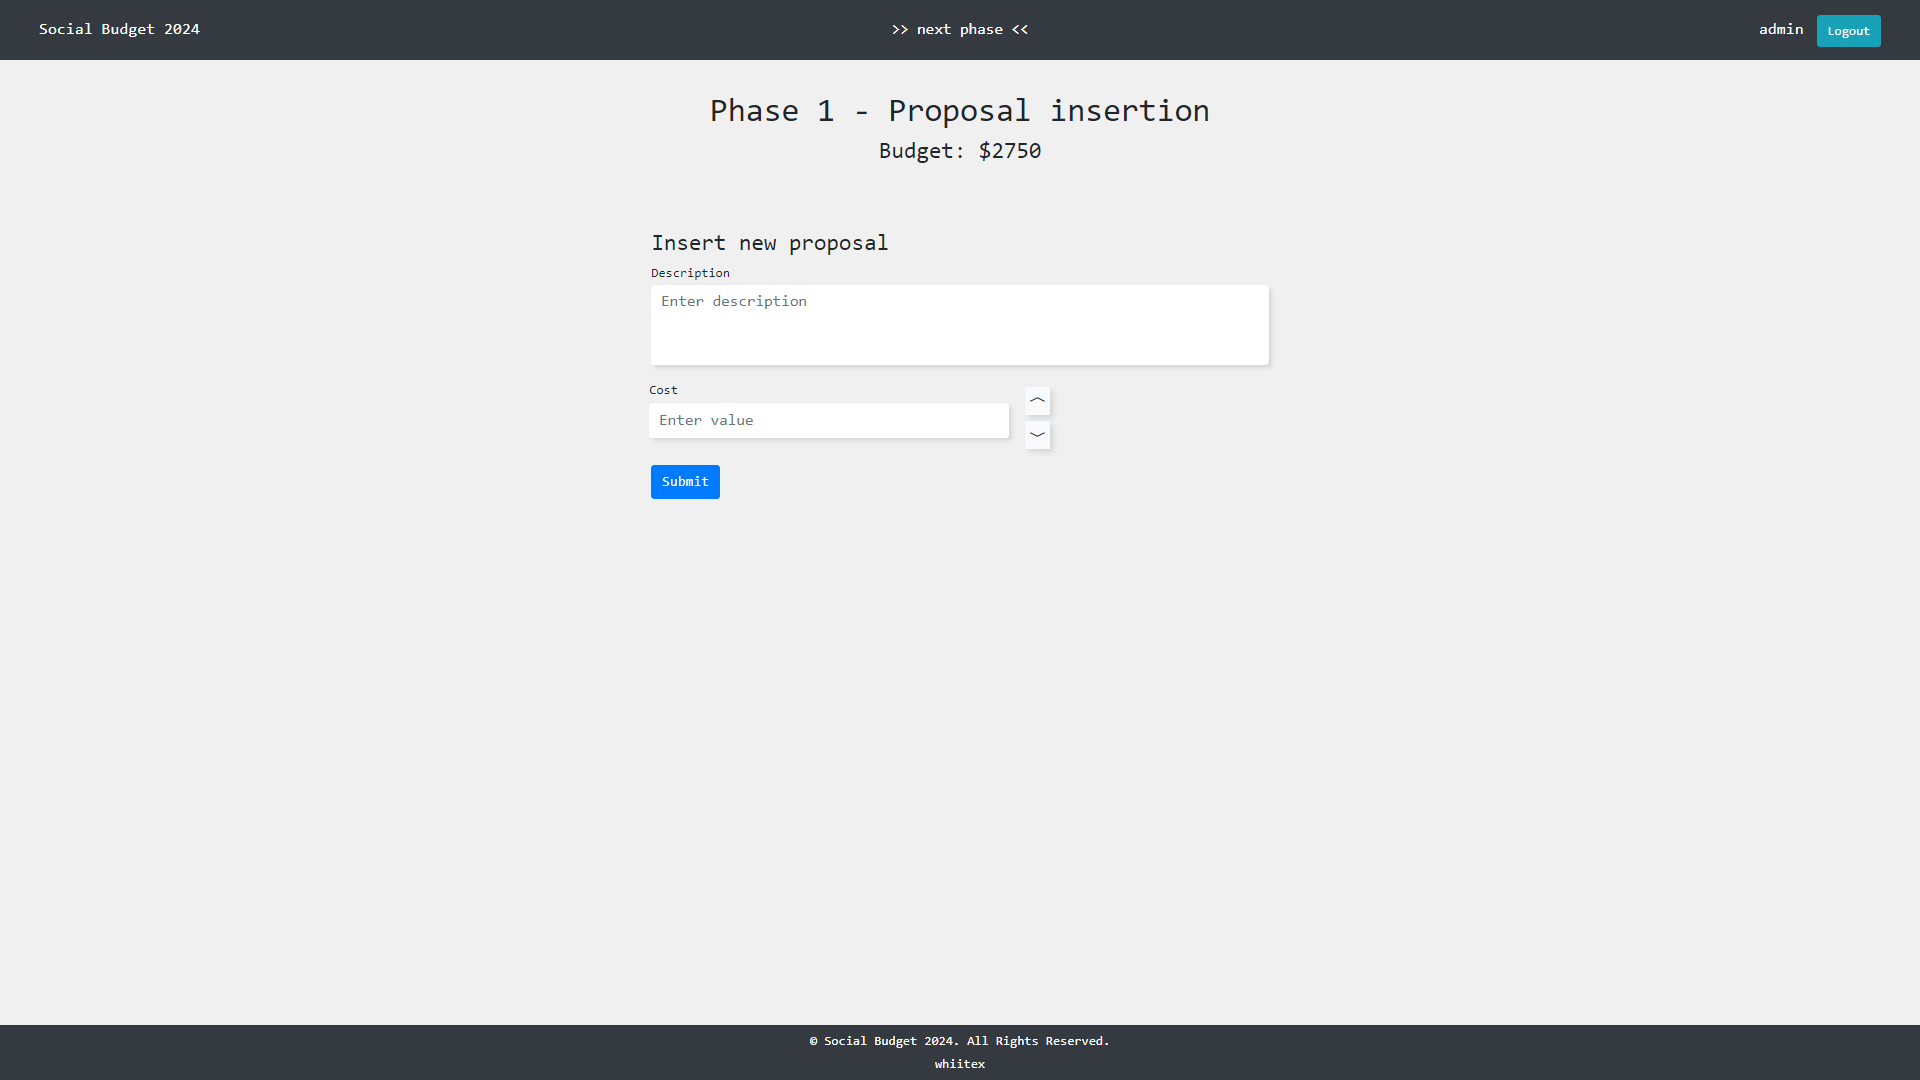 Social Budget 2024
>> next phase <<
admin
Logout
Phase 1 - Proposal insertion
Budget: $2750
Insert new proposal
Description
Enter description
Cost
Enter value
Submit
© Social Budget 2024. All Rights Reserved.
whiitex